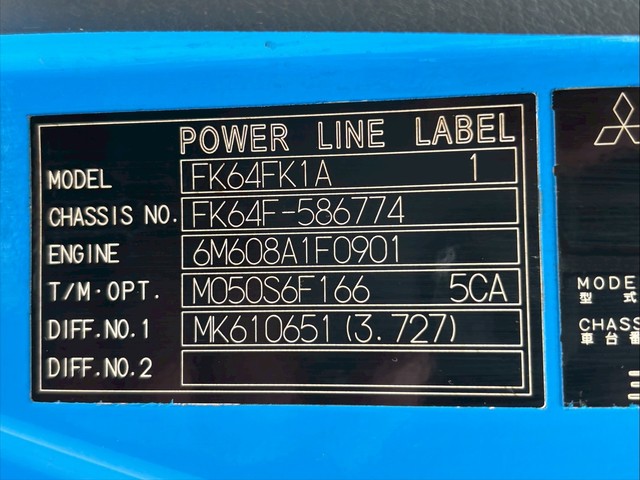 POWER LINE LABEL
MODEL FK64FK1A 1
CHASSIS NO. FK64F-586774
ENGINE 6M608A1F0901
T/M·OPT. M050S6F166 5CA
DIFF.NO.1 MK610651(3.727)
DIFF.NO.2
MODE
型式
CHASS
車台番